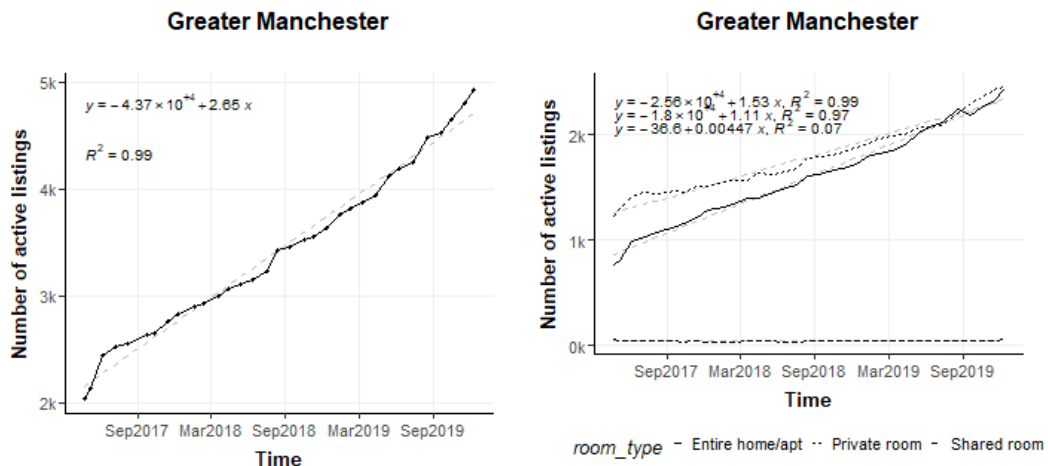 Greater Manchester
Number of active listings
5k
4k
3k
2k
y = −4.37 × 10⁺⁴ + 2.65 x
R² = 0.99
Sep2017 Mar2018 Sep2018 Mar2019 Sep2019
Time
Greater Manchester
Number of active listings
2k
1k
0k
y = −2.56 × 10⁺⁴ + 1.53 x, R² = 0.99
y = −1.8 × 10⁺⁴ + 1.11 x, R² = 0.97
y = −36.6 + 0.00447 x, R² = 0.07
Sep2017 Mar2018 Sep2018 Mar2019 Sep2019
Time
room_type Entire home/apt Private room Shared room